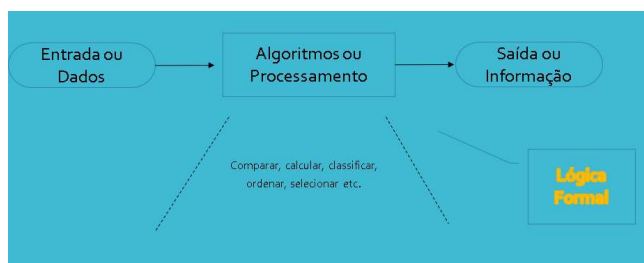 Entrada ou
Dados
Algoritmos ou
Processamento
Saída ou
Informação
Comparar, calcular, classificar,
ordenar, selecionar etc.
Lógica
Formal